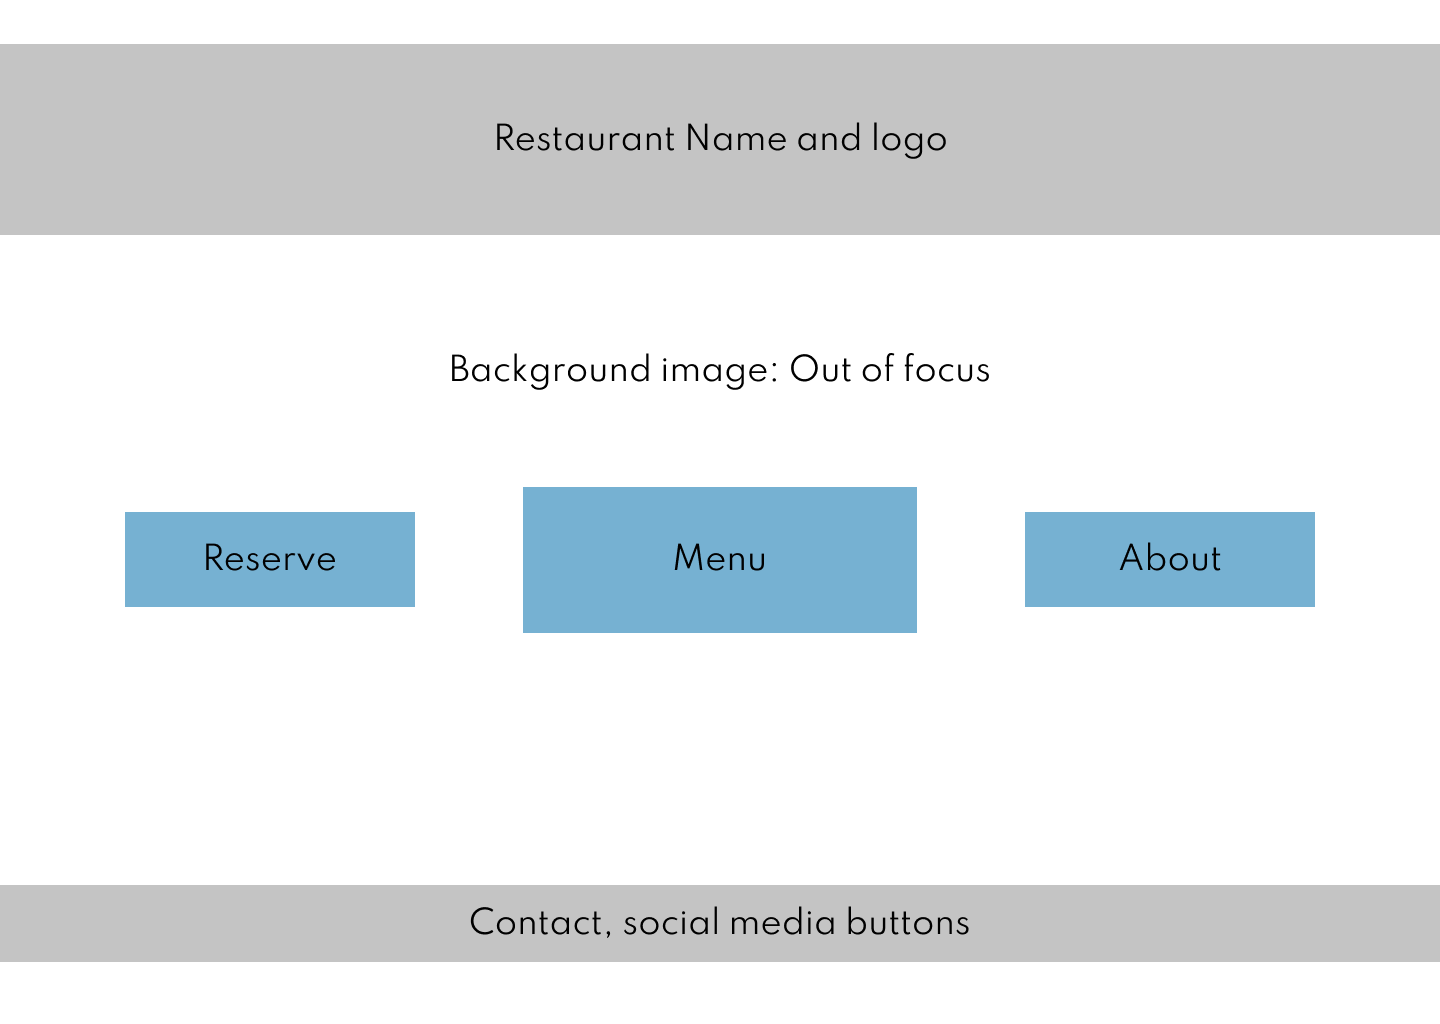 Restaurant Name and logo
Background image: Out of focus
Reserve
Menu
About
Contact, social media buttons